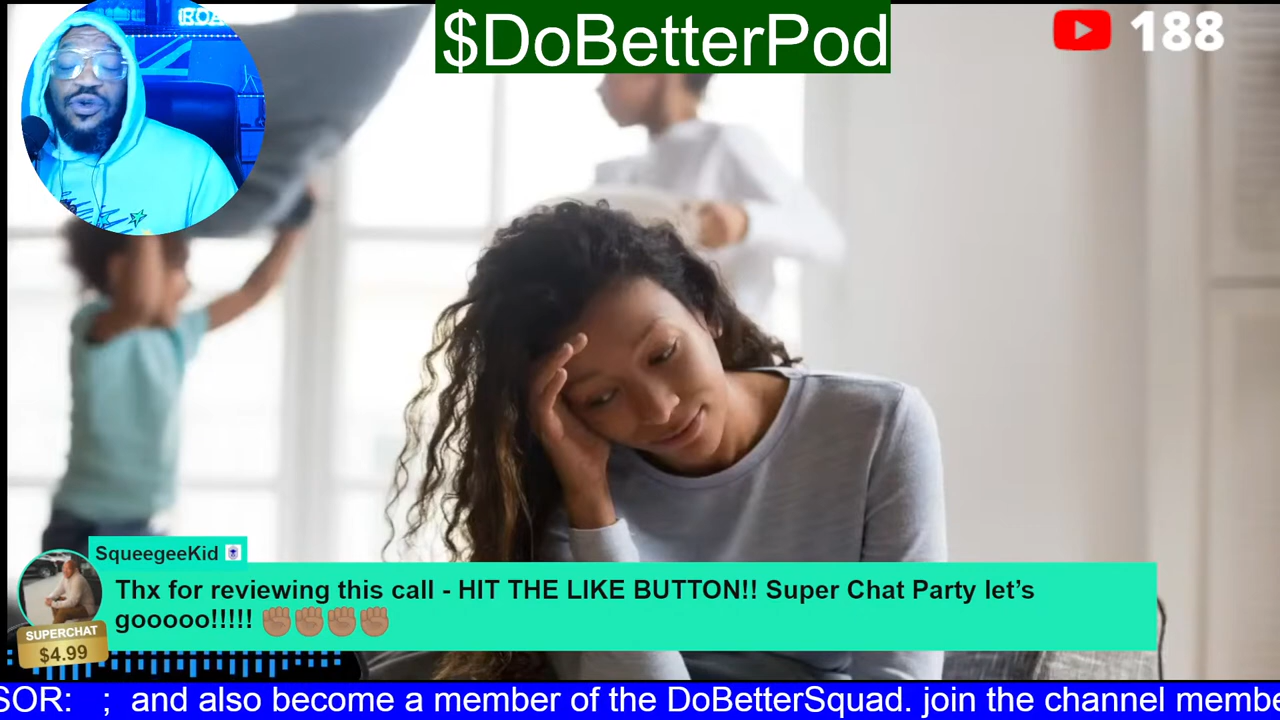 $DoBetterPod
188
SqueegeeKid
Thx for reviewing this call - HIT THE LIKE BUTTON!! Super Chat Party let’s
gooooo!!!!! ✊🏽✊🏽✊🏽✊🏽
SUPERCHAT
$4.99
SOR: ; and also become a member of the DoBetterSquad. join the channel membe